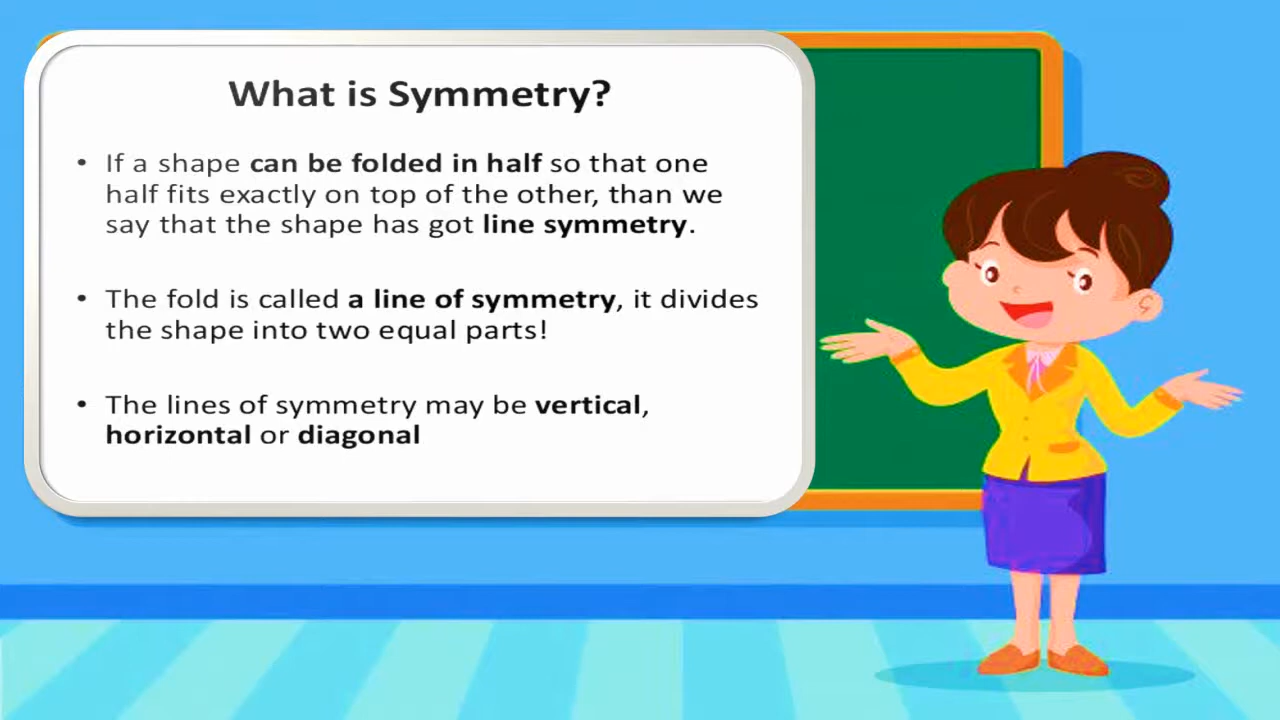 What is Symmetry?
• If a shape can be folded in half so that one
half fits exactly on top of the other, than we
say that the shape has got line symmetry.
• The fold is called a line of symmetry, it divides
the shape into two equal parts!
• The lines of symmetry may be vertical,
horizontal or diagonal